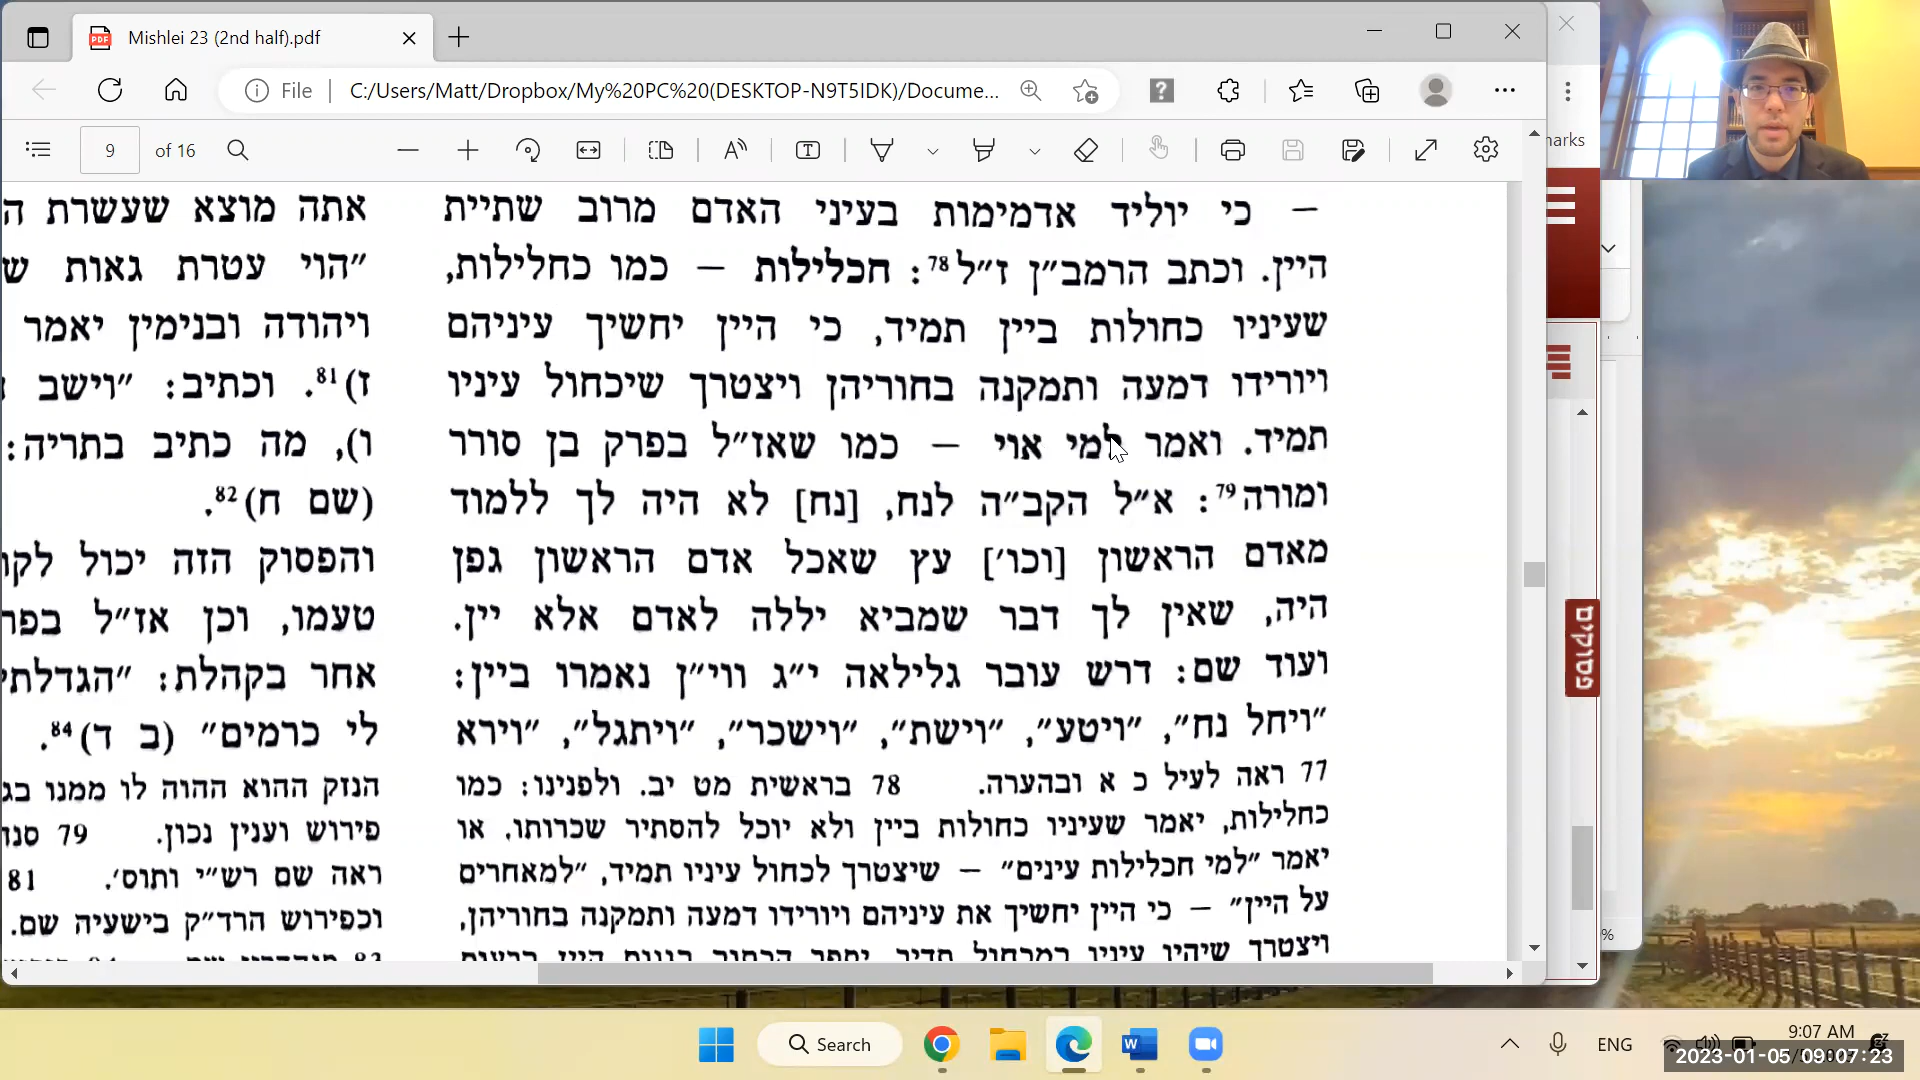 Mishlei 23 (2nd half).pdf
File
C:/Users/Matt/Dropbox/My%20PC%20(DESKTOP-N9T5IDK)/Docume...
9 of 16
arks
– כי יוליד אדמימות בעיני האדם מרוב שתיית
היין. וכתב הרמב״ן ז״ל78: חכלילות – כמו כחלילות,
שעיניו כחולות ביין תמיד, כי היין יחשיך עיניהם
ויורידו דמעה ותמקנה בחוריהן ויצטרך שיכחול עיניו
תמיד. ואמר למי אוי – כמו שאז״ל בפרק בן סורר
ומורה79: א״ל הקב״ה לנח, [נח] לא היה לך ללמוד
מאדם הראשון [וכו׳] עץ שאכל אדם הראשון גפן
היה, שאין לך דבר שמביא יללה לאדם אלא יין.
ועוד שם: דרש עובר גלילאה י״ג ווי״ן נאמרו ביין:
״ויחל נח״, ״ויטע״, ״וישת״, ״וישכר״, ״ויתגל״, ״וירא
77 ראה לעיל כ א ובהערה. 78 בראשית מט יב. ולפנינו: כמו
כחלילות, יאמר שעיניו כחולות ביין ולא יוכל להסתיר שכרותו. או
יאמר ״למי חכלילות עינים״ – שיצטרך לכחול עיניו תמיד, ״למאחרים
על היין״ – כי היין יחשיך את עיניהם ויורידו דמעה ותמקנה בחוריהן,
אתה מוצא שעשרת ה
״הוי עטרת גאות ש
ויהודה ובנימין יאמר
ז)81. וכתיב: ״וישב
ו), מה כתיב בתריה:
(שם ח)82.
והפסוק הזה יכול לקו
טעמו, וכן אז״ל בפר
אחר בקהלת: ״הגדלתי
לי כרמים״ (ב ד)84.
הנזק ההוא ההוה לו ממנו בג
פירוש וענין נכון. 79 סנה
ראה שם רש״י ותוס׳. 81
וכפירוש הרד״ק בישעיה שם.
פסוקים
%
Search
ENG
9:07 AM
2023-01-05 09:07:23